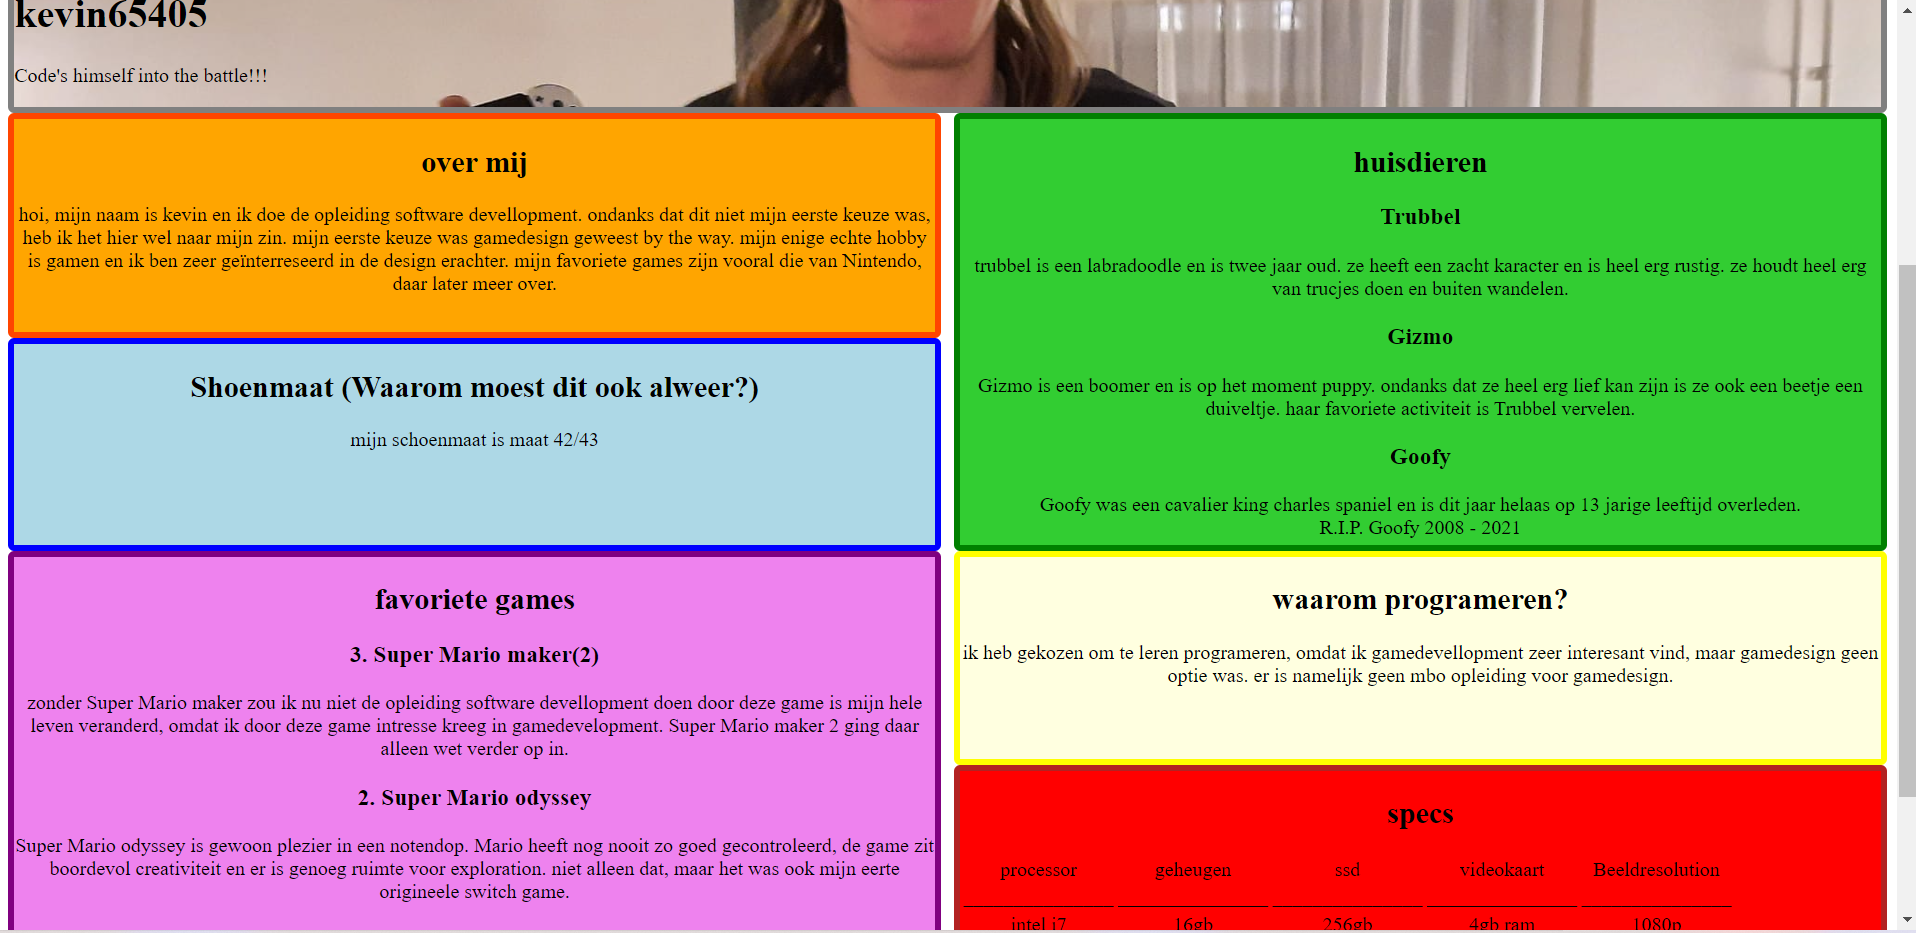 kevin65405
Code's himself into the battle!!!
over mij
hoi, mijn naam is kevin en ik doe de opleiding software devellopment. ondanks dat dit niet mijn eerste keuze was,
heb ik het hier wel naar mijn zin. mijn eerste keuze was gamedesign geweest by the way. mijn enige echte hobby
is gamen en ik ben zeer geïnterreseerd in de design erachter. mijn favoriete games zijn vooral die van Nintendo,
daar later meer over.
Shoenmaat (Waarom moest dit ook alweer?)
mijn schoenmaat is maat 42/43
favoriete games
3. Super Mario maker(2)
zonder Super Mario maker zou ik nu niet de opleiding software devellopment doen door deze game is mijn hele
leven veranderd, omdat ik door deze game intresse kreeg in gamedevelopment. Super Mario maker 2 ging daar
alleen wet verder op in.
2. Super Mario odyssey
Super Mario odyssey is gewoon plezier in een notendop. Mario heeft nog nooit zo goed gecontroleerd, de game zit
boordevol creativiteit en er is genoeg ruimte voor exploration. niet alleen dat, maar het was ook mijn eerte
origineele switch game.
huisdieren
Trubbel
trubbel is een labradoodle en is twee jaar oud. ze heeft een zacht karacter en is heel erg rustig. ze houdt heel erg
van trucjes doen en buiten wandelen.
Gizmo
Gizmo is een boomer en is op het moment puppy. ondanks dat ze heel erg lief kan zijn is ze ook een beetje een
duiveltje. haar favoriete activiteit is Trubbel vervelen.
Goofy
Goofy was een cavalier king charles spaniel en is dit jaar helaas op 13 jarige leeftijd overleden.
R.I.P. Goofy 2008 - 2021
waarom programeren?
ik heb gekozen om te leren programeren, omdat ik gamedevellopment zeer interesant vind, maar gamedesign geen
optie was. er is namelijk geen mbo opleiding voor gamedesign.
specs
processor geheugen ssd videokaart Beeldresolution
intel i7 16gb 256gb 4gb ram 1080p